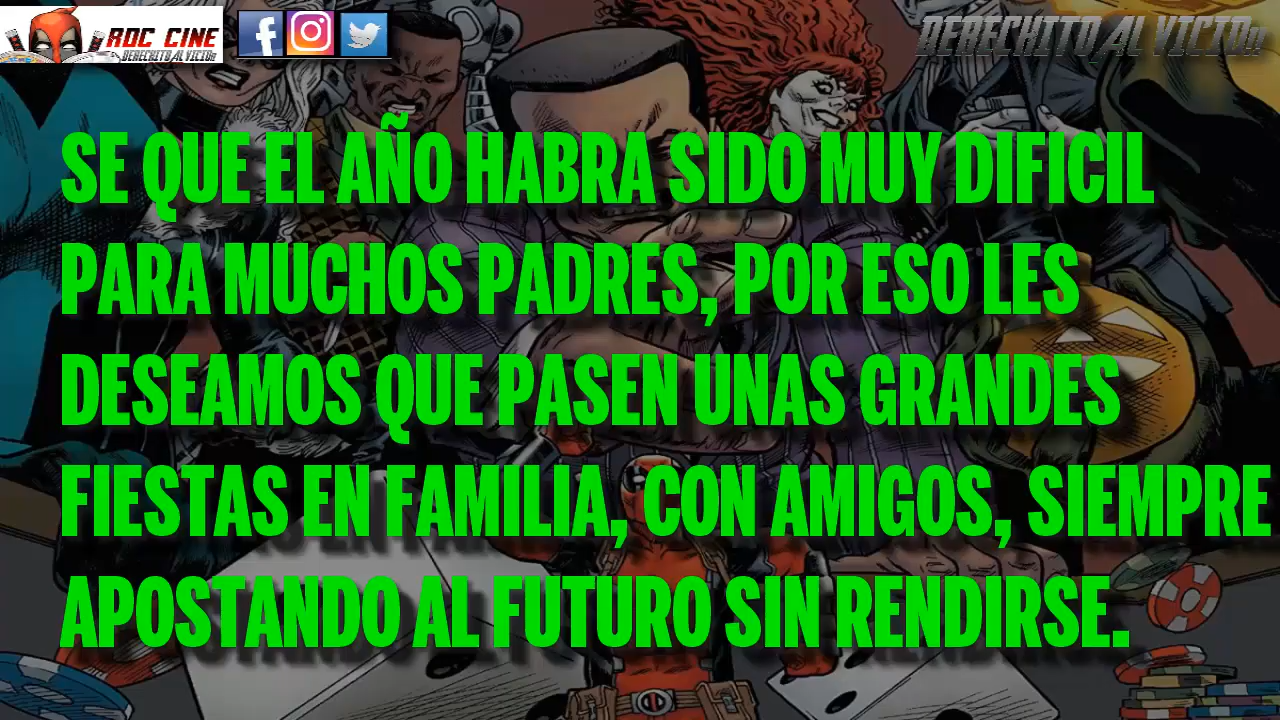 ROC CINE
DERECHITO AL VICIO!!
DERECHITO AL VICIO!!
SE QUE EL AÑO HABRA SIDO MUY DIFICIL
PARA MUCHOS PADRES, POR ESO LES
DESEAMOS QUE PASEN UNAS GRANDES
FIESTAS EN FAMILIA, CON AMIGOS, SIEMPRE
APOSTANDO AL FUTURO SIN RENDIRSE.